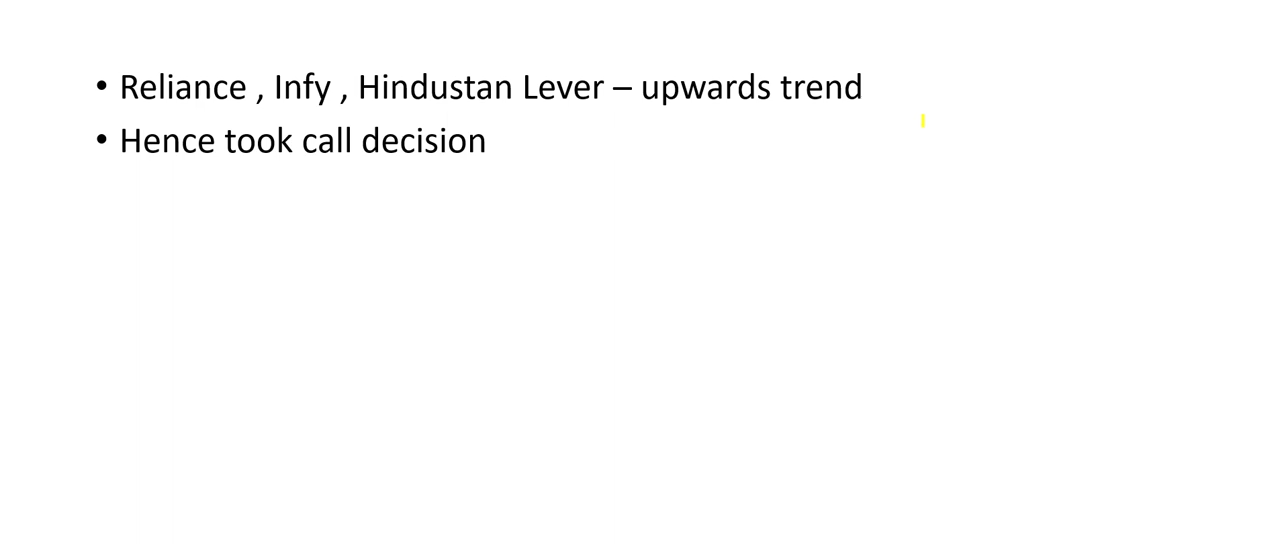 • Reliance , Infy , Hindustan Lever – upwards trend
• Hence took call decision